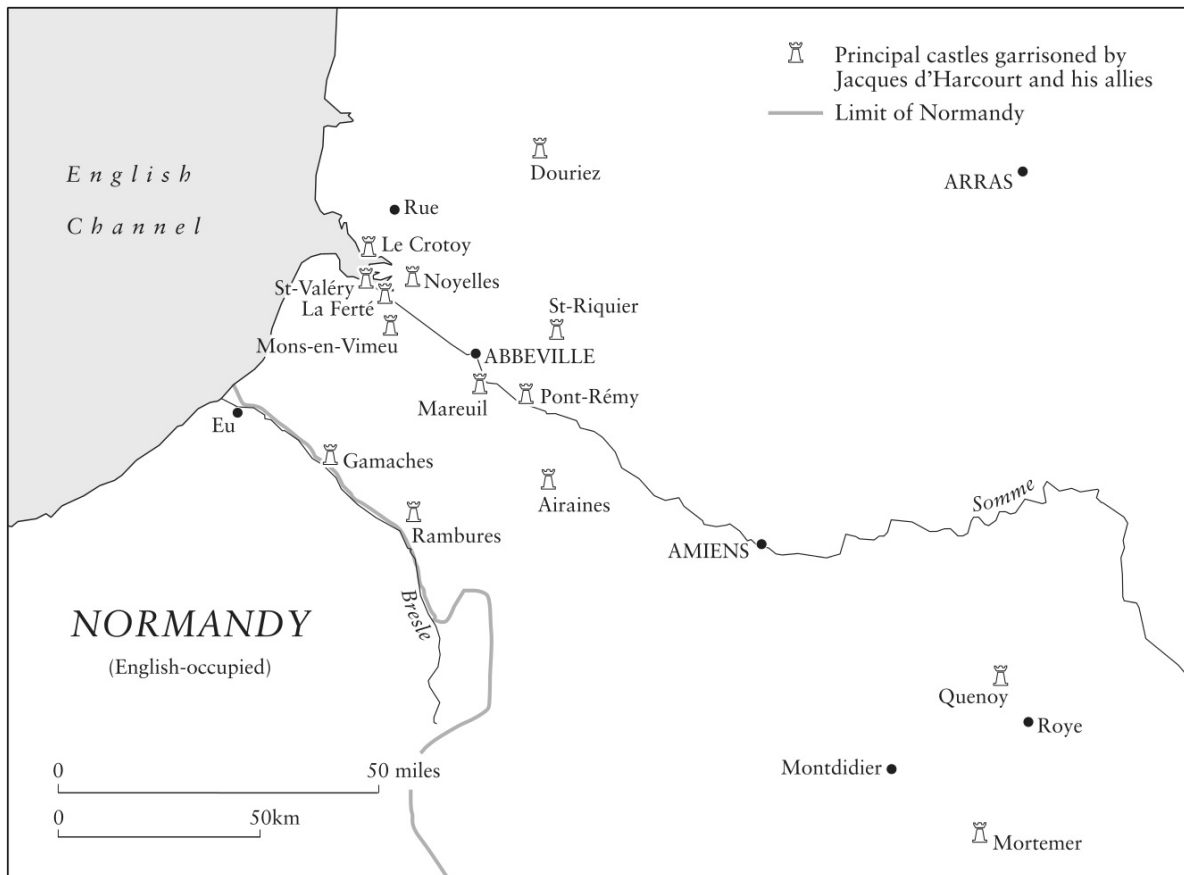 Principal castles garrisoned by
Jacques d'Harcourt and his allies
Limit of Normandy
English
Channel
Douriez
ARRAS
Rue
Le Crotoy
St-Valéry
Noyelles
La Ferté
St-Riquier
Mons-en-Vimeu
ABBEVILLE
Mareuil
Pont-Rémy
Eu
Gamaches
Airaines
Somme
Rambures
AMIENS
Bresle
NORMANDY
(English-occupied)
Quenoy
Roye
Montdidier
Mortemer
0 50 miles
0 50km